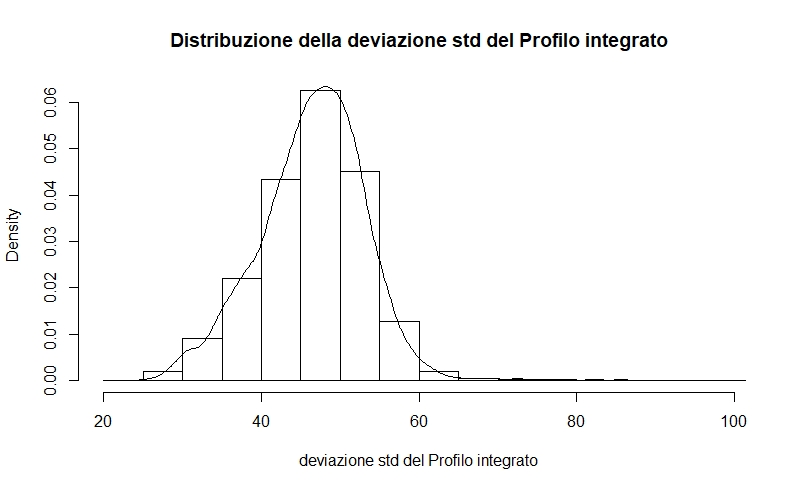 Distribuzione della deviazione std del Profilo integrato
Density
0.06
0.05
0.04
0.03
0.02
0.01
0.00
20 40 60 80 100
deviazione std del Profilo integrato